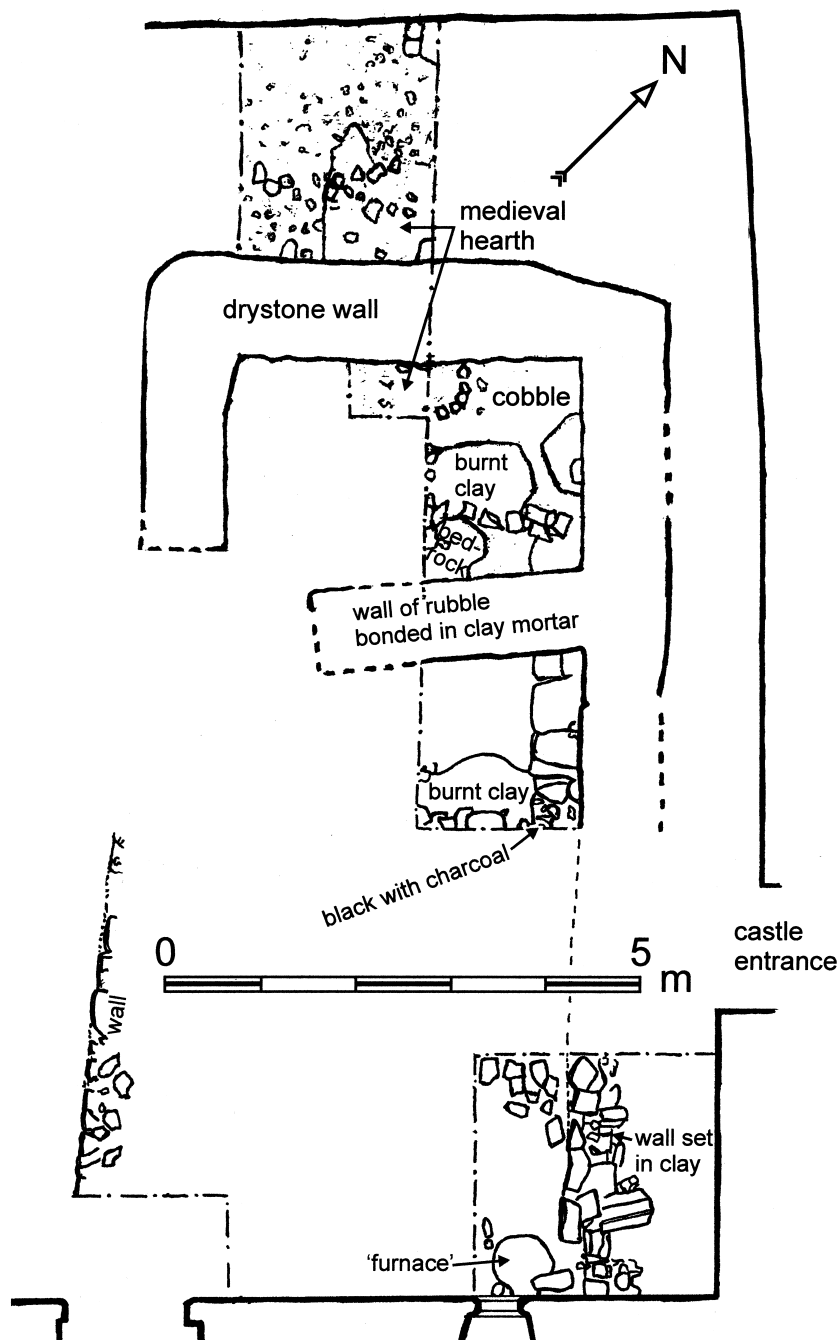 N
medieval
hearth
drystone wall
cobble
burnt
clay
bed-
rock
wall of rubble
bonded in clay mortar
burnt clay
black with charcoal
castle
entrance
0
5
m
wall
wall set
in clay
'furnace'